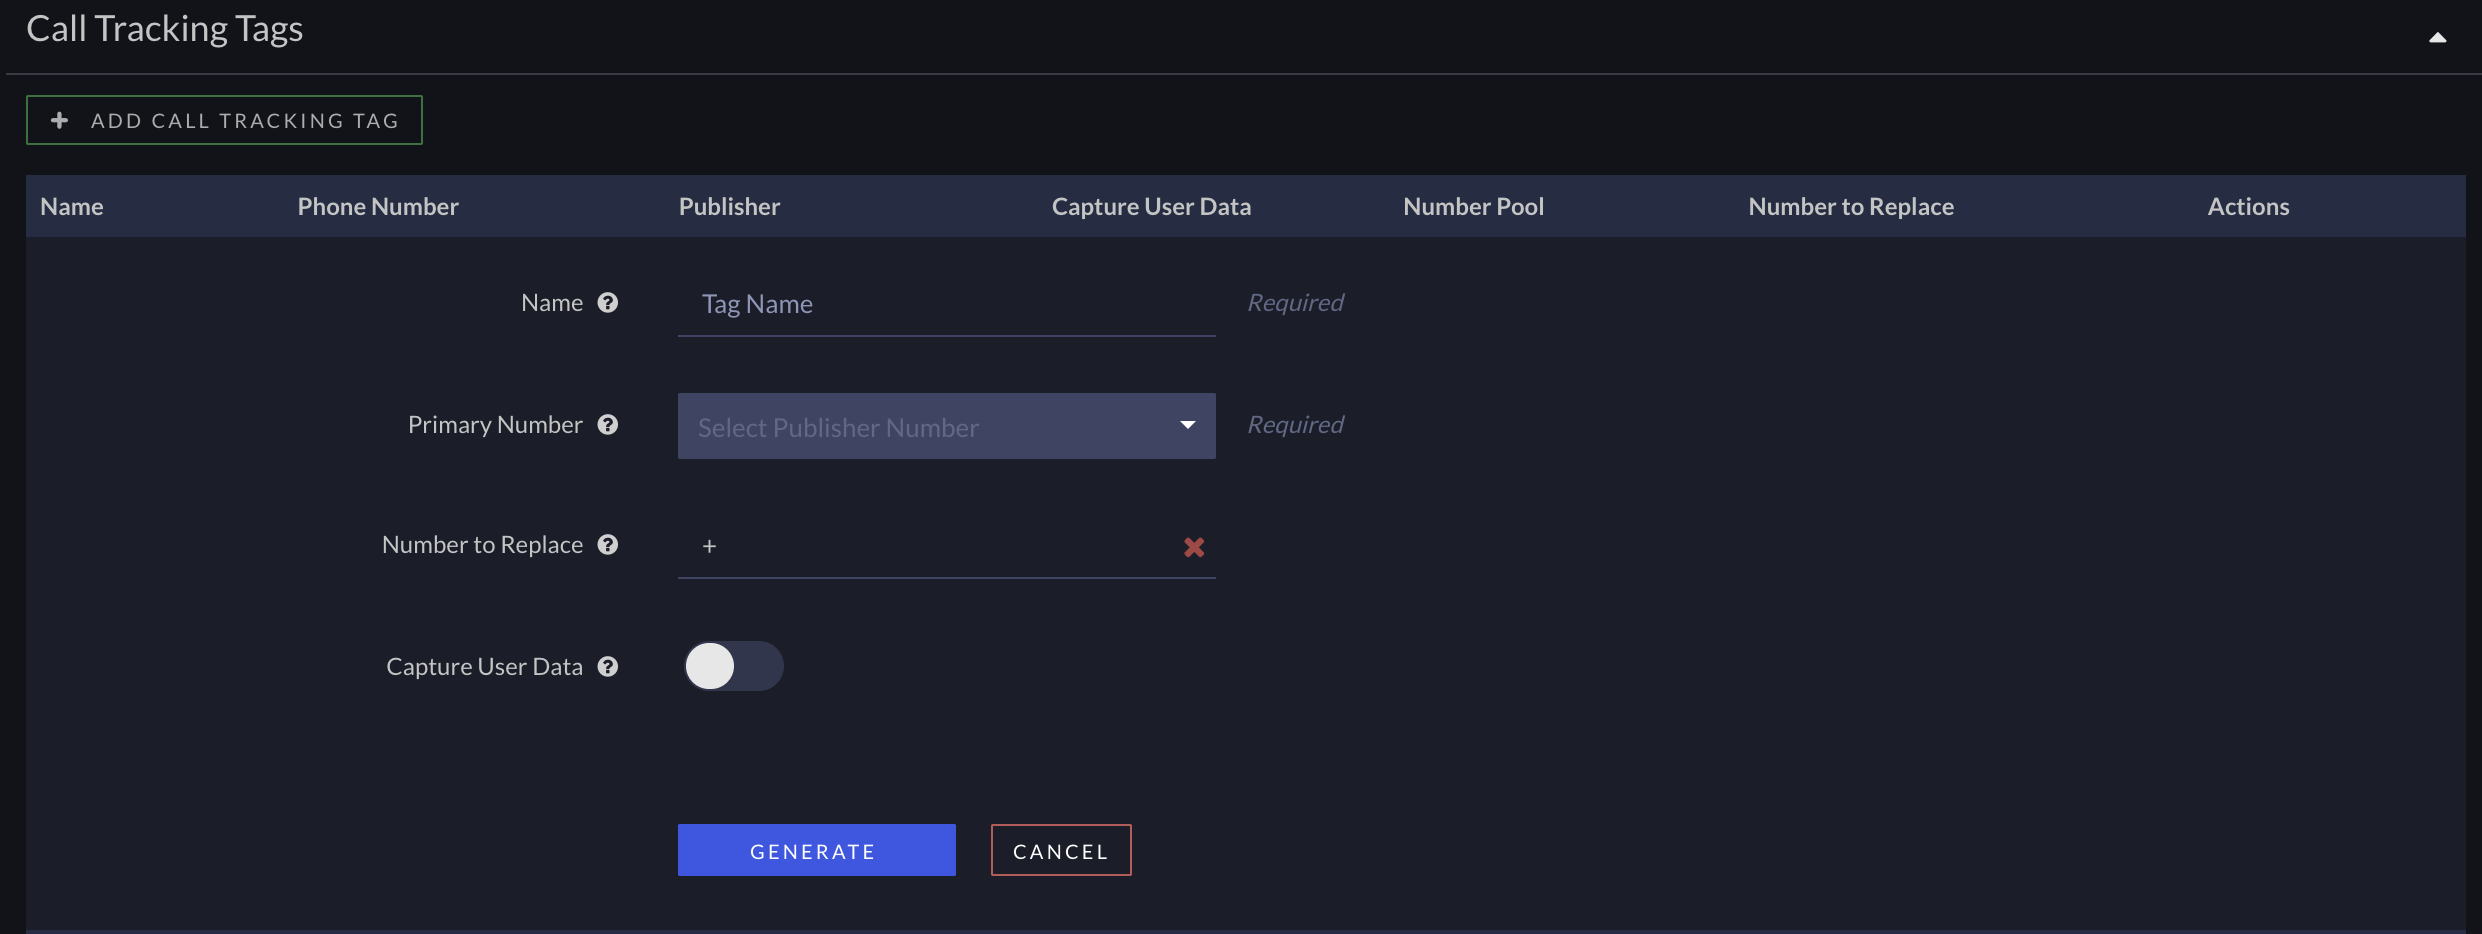 Call Tracking Tags
+ ADD CALL TRACKING TAG
Name Phone Number Publisher Capture User Data Number Pool Number to Replace Actions
Name Tag Name Required
Primary Number Select Publisher Number Required
Number to Replace +
Capture User Data
GENERATE CANCEL